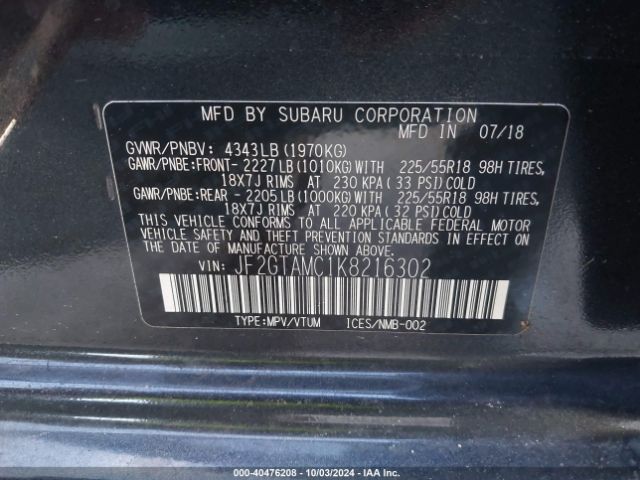 MFD BY SUBARU CORPORATION
MFD IN 07/18
GVWR/PNBV: 4343LB(1970KG)
GAWR/PNBE:FRONT-2227LB(1010KG)WITH 225/55R18 98H TIRES,
18X7J RIMS AT 230 KPA(33 PSI)COLD
GAWR/PNBE:REAR -2205LB(1000KG)WITH 225/55R18 98H TIRES,
18X7J RIMS AT 220 KPA(32 PSI)COLD
THIS VEHICLE CONFORMS TO ALL APPLICABLE FEDERAL MOTOR
VEHICLE SAFETY AND THEFT PREVENTION STANDARDS IN EFFECT
ON THE DATE OF MANUFACTURE SHOWN ABOVE.
VIN: JF2GTAMC1K8216302
TYPE:MPV/VTUM ICES/NMB-002
000-40476208 - 10/03/2024 - IAA Inc.